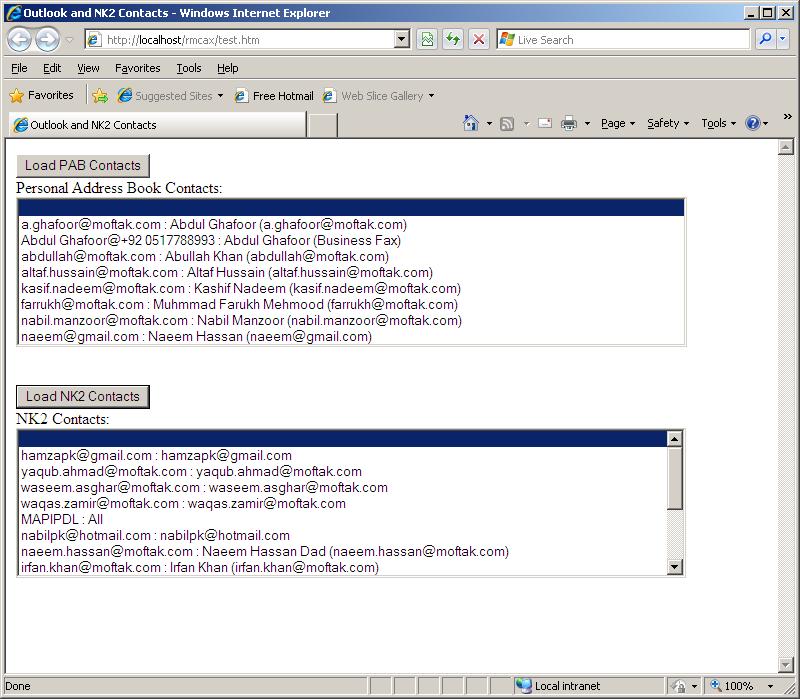 Outlook and NK2 Contacts - Windows Internet Explorer
http://localhost/rmcax/test.htm
Live Search
File Edit View Favorites Tools Help
Favorites Suggested Sites Free Hotmail Web Slice Gallery
Outlook and NK2 Contacts
Page Safety Tools »
Load PAB Contacts
Personal Address Book Contacts:
a.ghafoor@moftak.com : Abdul Ghafoor (a.ghafoor@moftak.com)
Abdul Ghafoor@+92 0517788993 : Abdul Ghafoor (Business Fax)
abdullah@moftak.com : Abullah Khan (abdullah@moftak.com)
altaf.hussain@moftak.com : Altaf Hussain (altaf.hussain@moftak.com)
kasif.nadeem@moftak.com : Kashif Nadeem (kasif.nadeem@moftak.com)
farrukh@moftak.com : Muhmmad Farukh Mehmood (farrukh@moftak.com)
nabil.manzoor@moftak.com : Nabil Manzoor (nabil.manzoor@moftak.com)
naeem@gmail.com : Naeem Hassan (naeem@gmail.com)
Load NK2 Contacts
NK2 Contacts:
hamzapk@gmail.com : hamzapk@gmail.com
yaqub.ahmad@moftak.com : yaqub.ahmad@moftak.com
waseem.asghar@moftak.com : waseem.asghar@moftak.com
waqas.zamir@moftak.com : waqas.zamir@moftak.com
MAPIPDL : All
nabilpk@hotmail.com : nabilpk@hotmail.com
naeem.hassan@moftak.com : Naeem Hassan Dad (naeem.hassan@moftak.com)
irfan.khan@moftak.com : Irfan Khan (irfan.khan@moftak.com)
Done Local intranet 100%